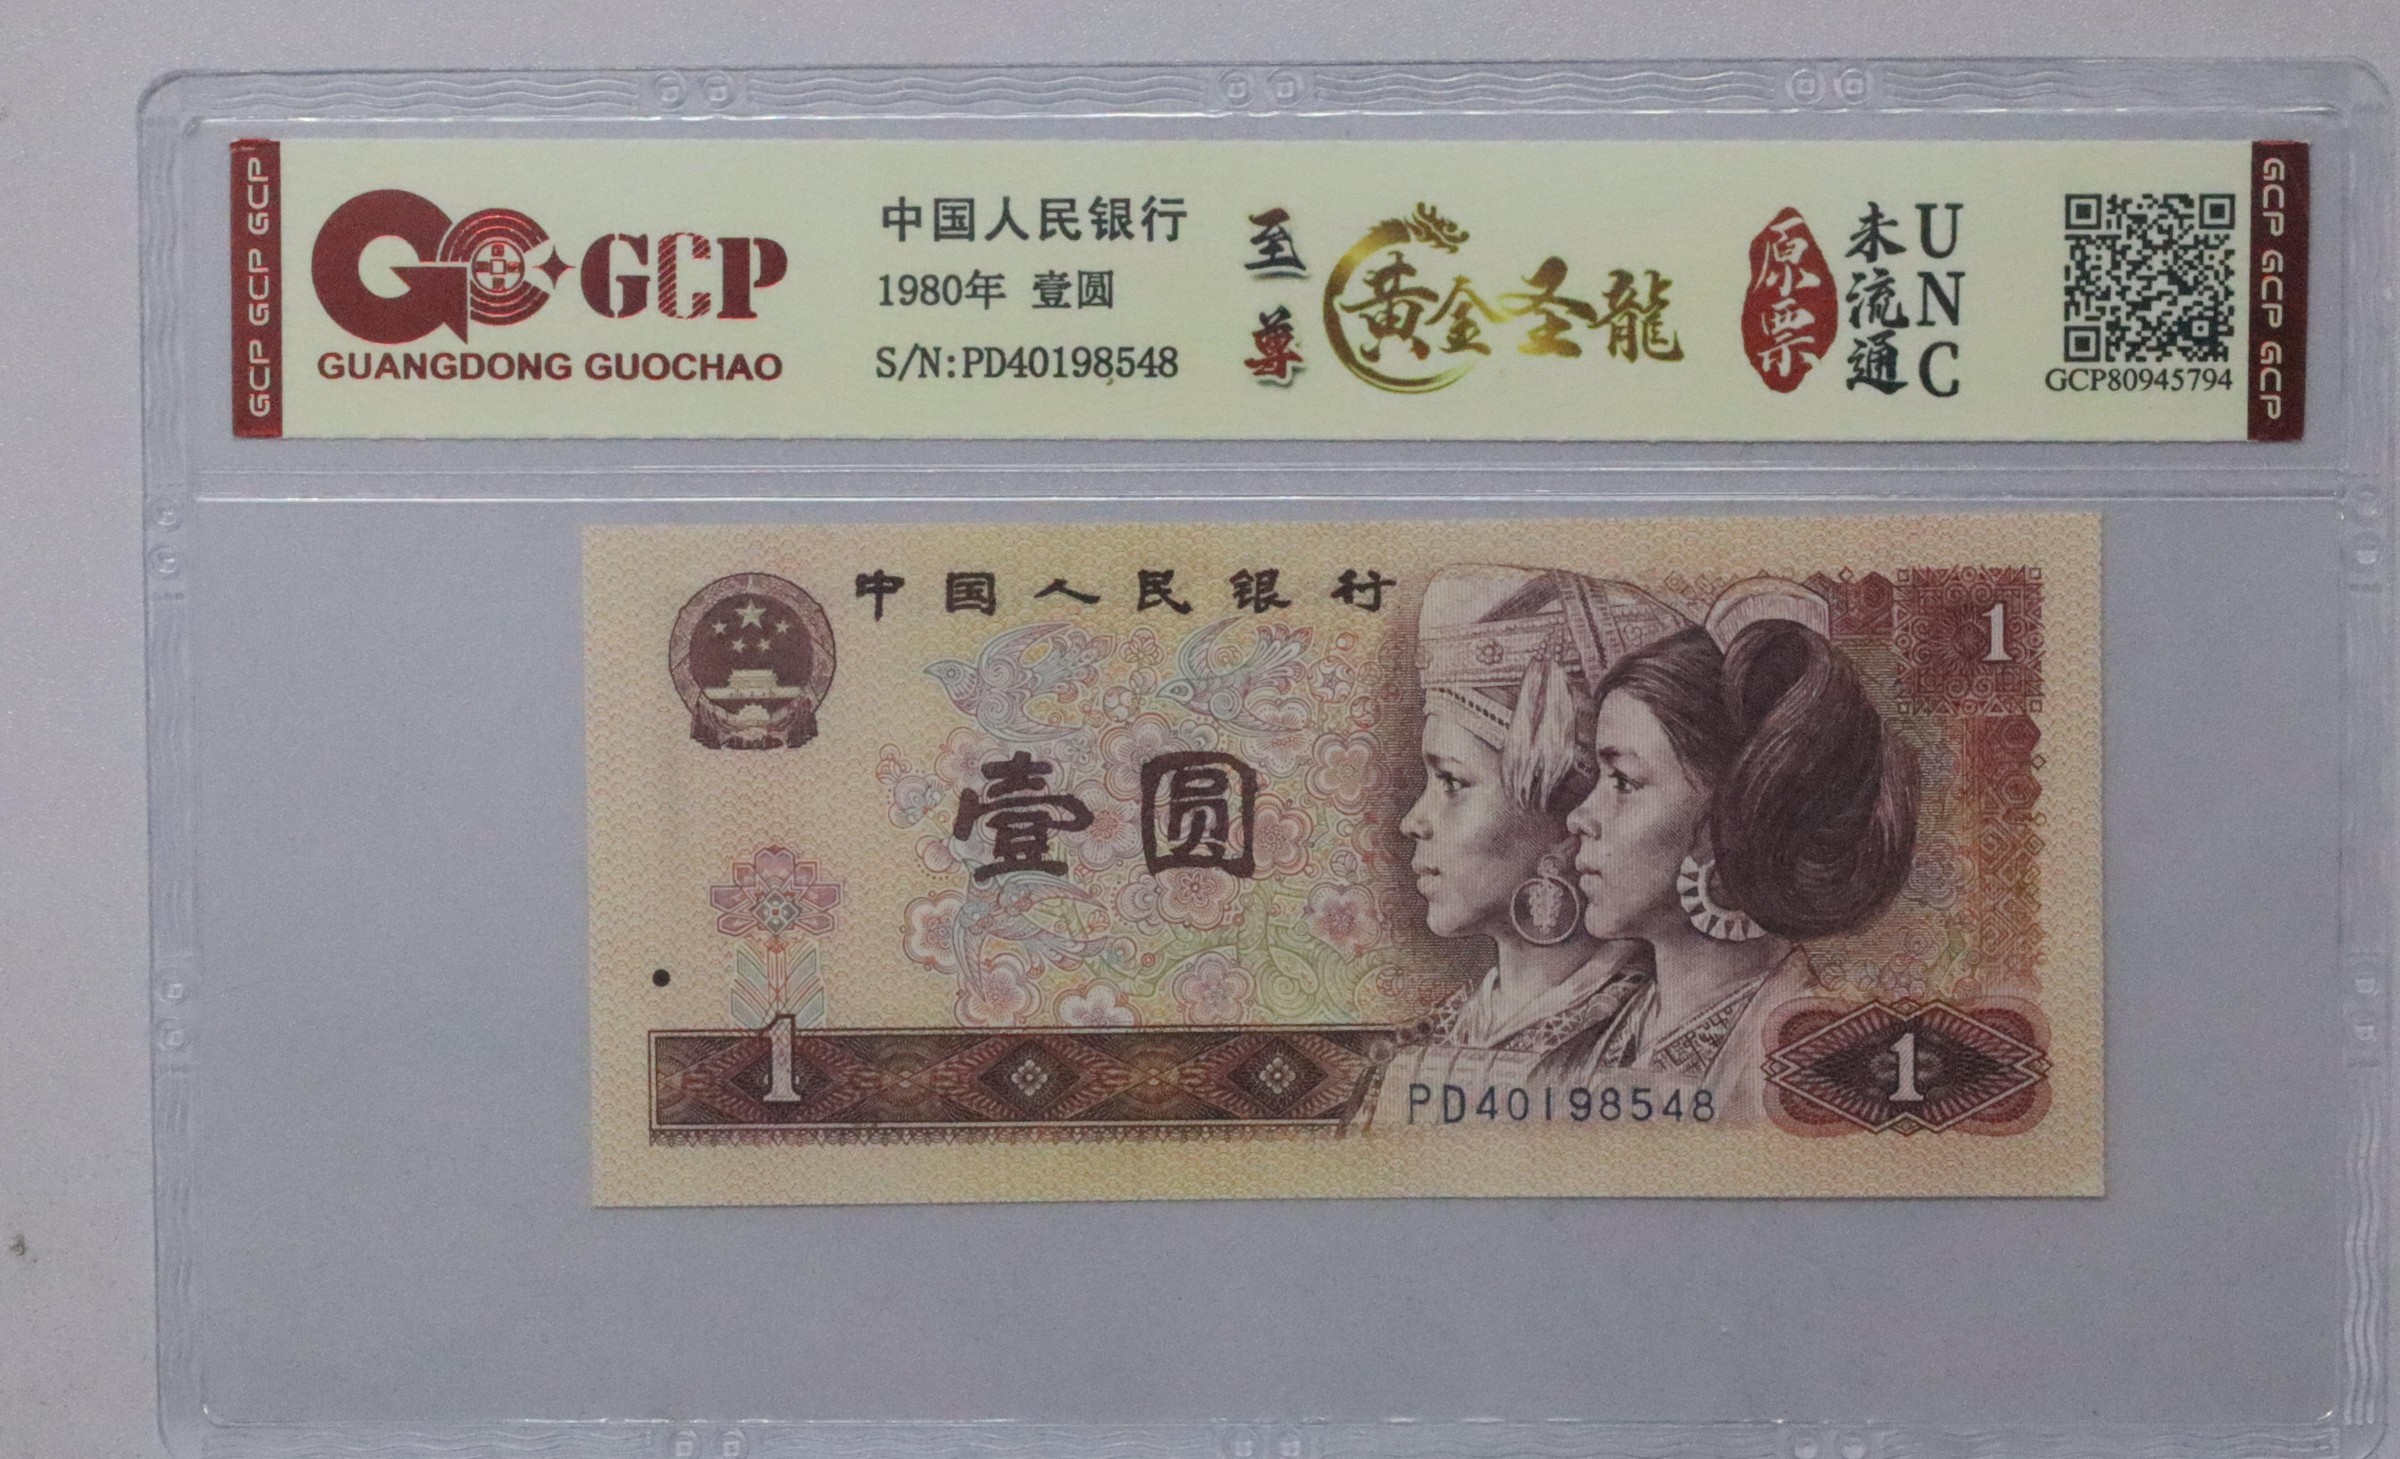 GCP GCP GCP
GCP
GUANGDONG GUOCHAO
中国人民银行
1980年 壹圆
S/N:PD40198548
至尊
黄金圣龍
原票
未流通
UNC
GCP80945794
GCP GCP GCP
中国人民银行
1
壹圆
1
PD40198548
1